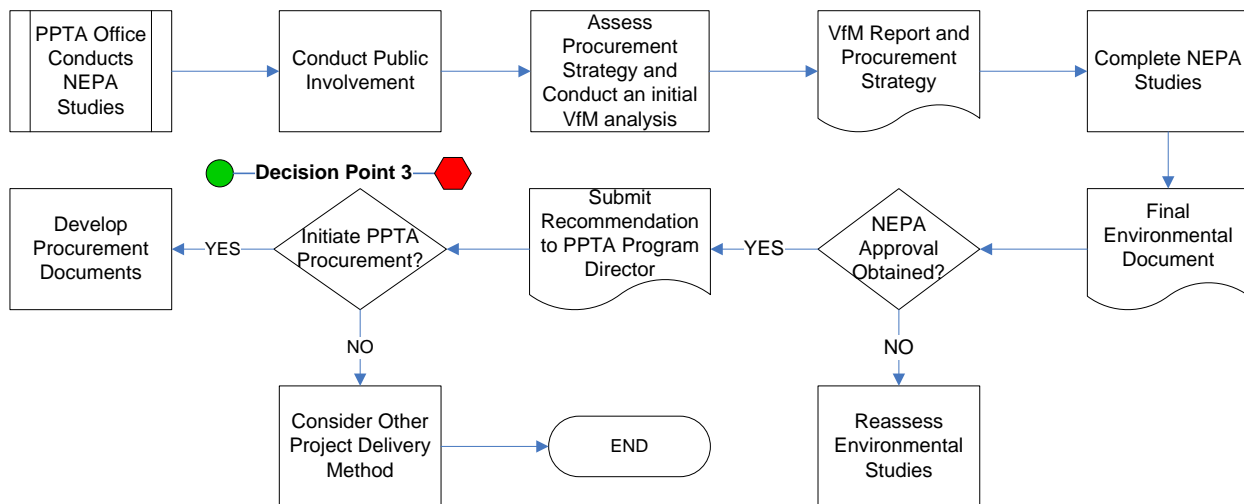 PPTA Office
Conducts
NEPA
Studies
Conduct Public
Involvement
Assess
Procurement
Strategy and
Conduct an initial
VfM analysis
VfM Report and
Procurement
Strategy
Complete NEPA
Studies
Decision Point 3
Develop
Procurement
Documents
YES
Initiate PPTA
Procurement?
Submit
Recommendation
to PPTA Program
Director
YES
NEPA
Approval
Obtained?
Final
Environmental
Document
NO
NO
Consider Other
Project Delivery
Method
END
Reassess
Environmental
Studies